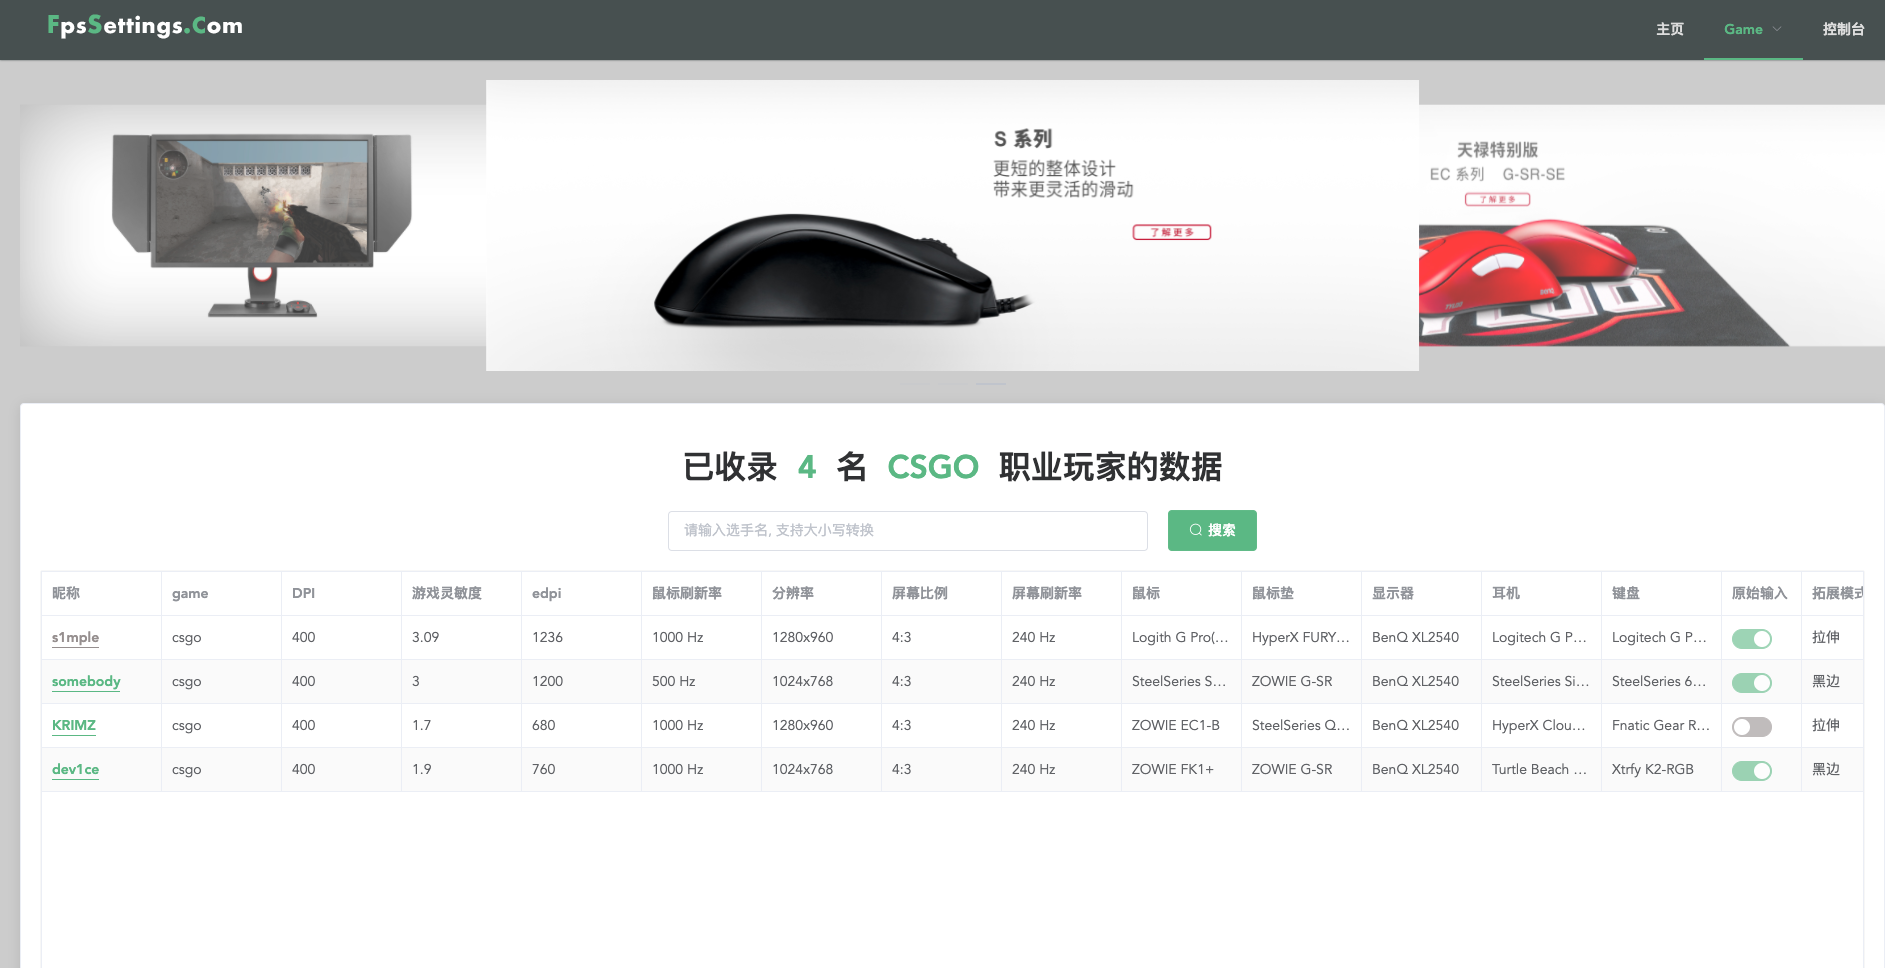 FpsSettings.Com
主页 Game 控制台
S 系列
更短的整体设计
带来更灵活的滑动
了解更多
天禄特别版
EC 系列 G-SR-SE
了解更多
已收录 4 名 CSGO 职业玩家的数据
请输入选手名, 支持大小写转换 搜索
昵称 game DPI 游戏灵敏度 edpi 鼠标刷新率 分辨率 屏幕比例 屏幕刷新率 鼠标 鼠标垫 显示器 耳机 键盘 原始输入 拓展模式
s1mple csgo 400 3.09 1236 1000 Hz 1280x960 4:3 240 Hz Logith G Pro(... HyperX FURY... BenQ XL2540 Logitech G P... Logitech G P... 拉伸
somebody csgo 400 3 1200 500 Hz 1024x768 4:3 240 Hz SteelSeries S... ZOWIE G-SR BenQ XL2540 SteelSeries Si... SteelSeries 6... 黑边
KRIMZ csgo 400 1.7 680 1000 Hz 1280x960 4:3 240 Hz ZOWIE EC1-B SteelSeries Q... BenQ XL2540 HyperX Clou... Fnatic Gear R... 拉伸
dev1ce csgo 400 1.9 760 1000 Hz 1024x768 4:3 240 Hz ZOWIE FK1+ ZOWIE G-SR BenQ XL2540 Turtle Beach ... Xtrfy K2-RGB 黑边